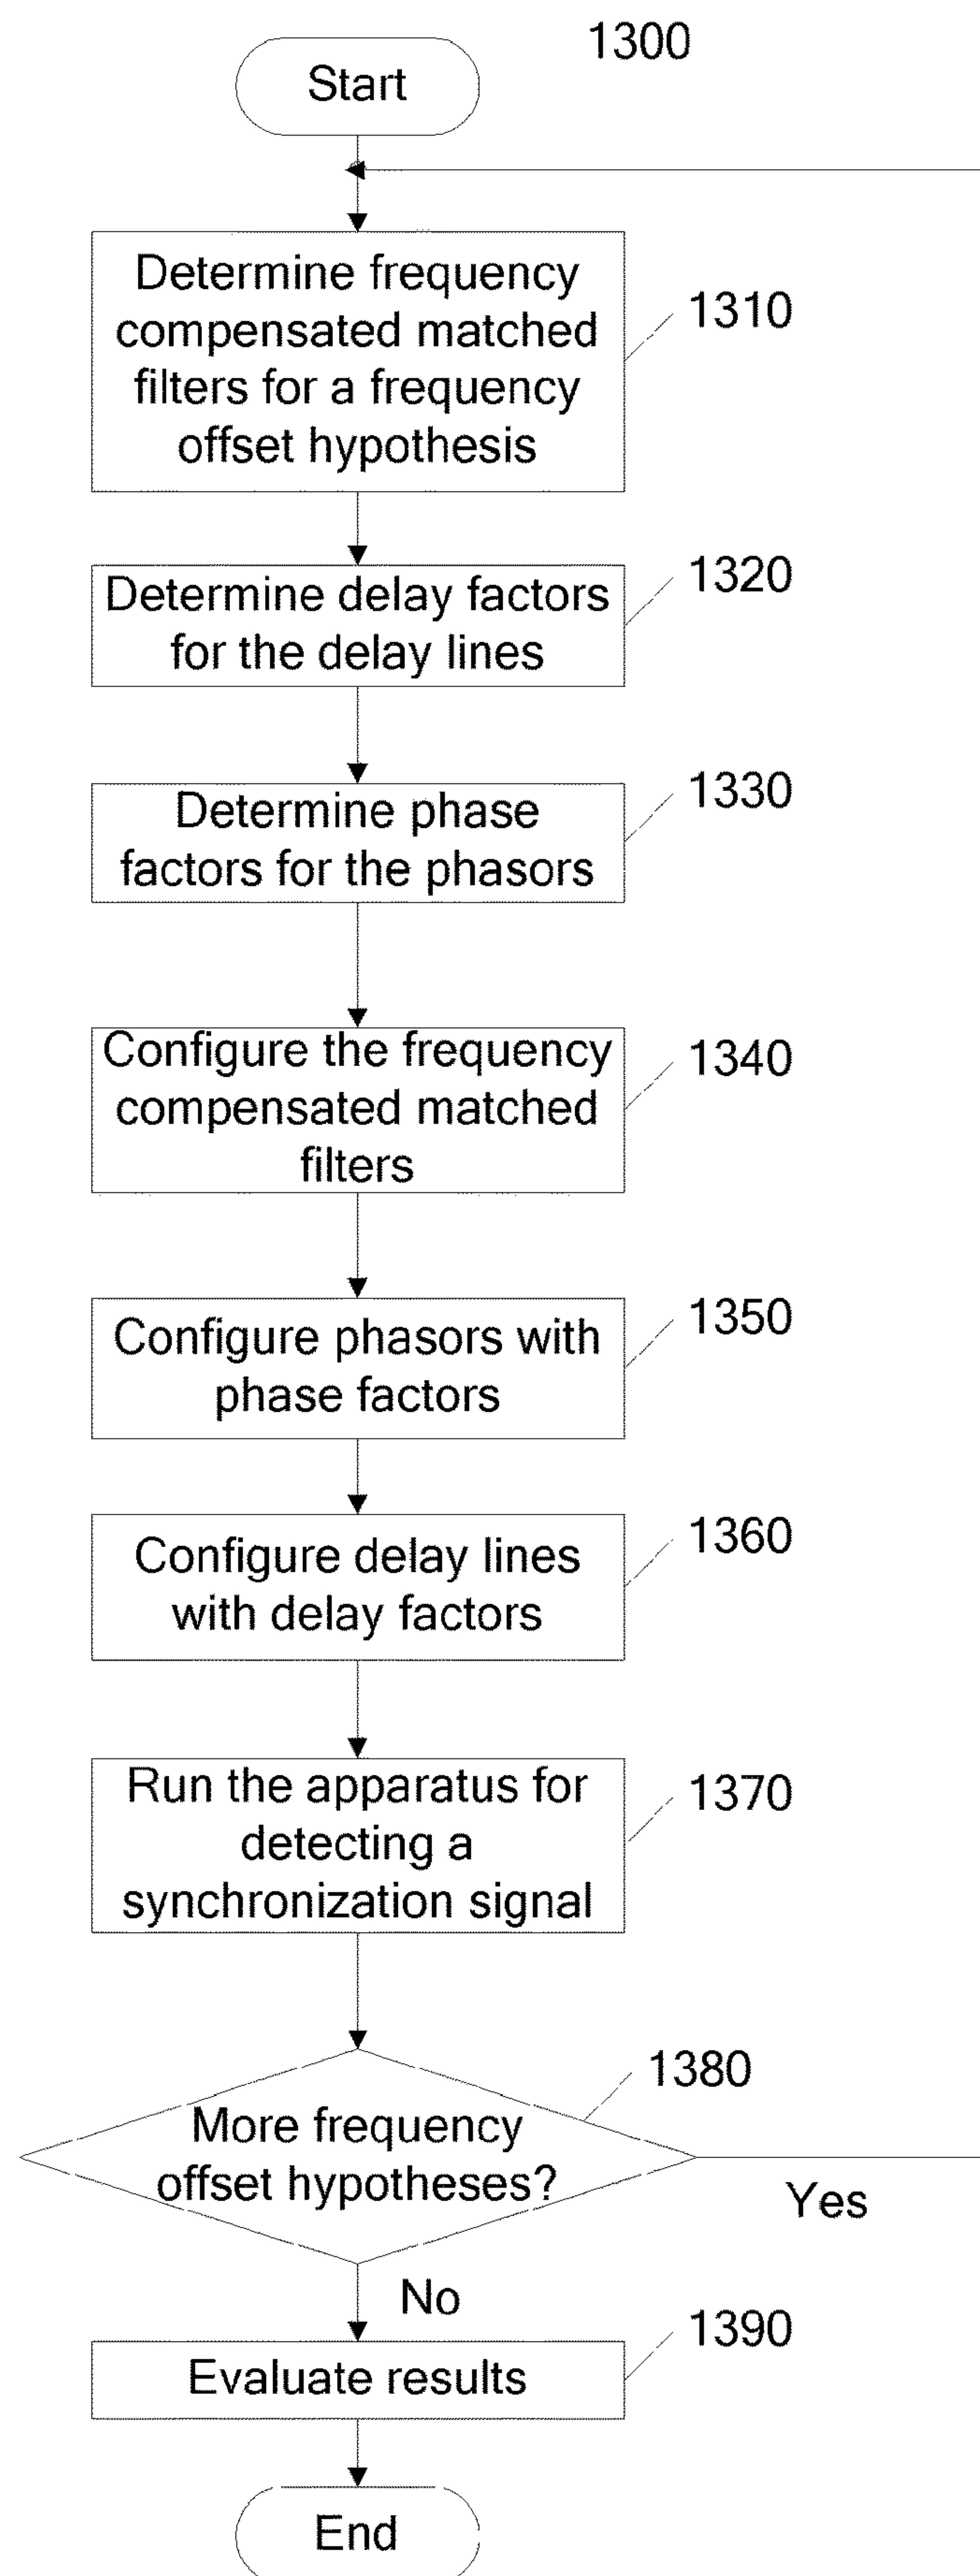 1300
Start
Determine frequency
compensated matched
filters for a frequency
offset hypothesis
1310
Determine delay factors
for the delay lines
1320
Determine phase
factors for the phasors
1330
Configure the frequency
compensated matched
filters
1340
Configure phasors with
phase factors
1350
Configure delay lines
with delay factors
1360
Run the apparatus for
detecting a
synchronization signal
1370
More frequency
offset hypotheses?
1380
Yes
No
Evaluate results
1390
End